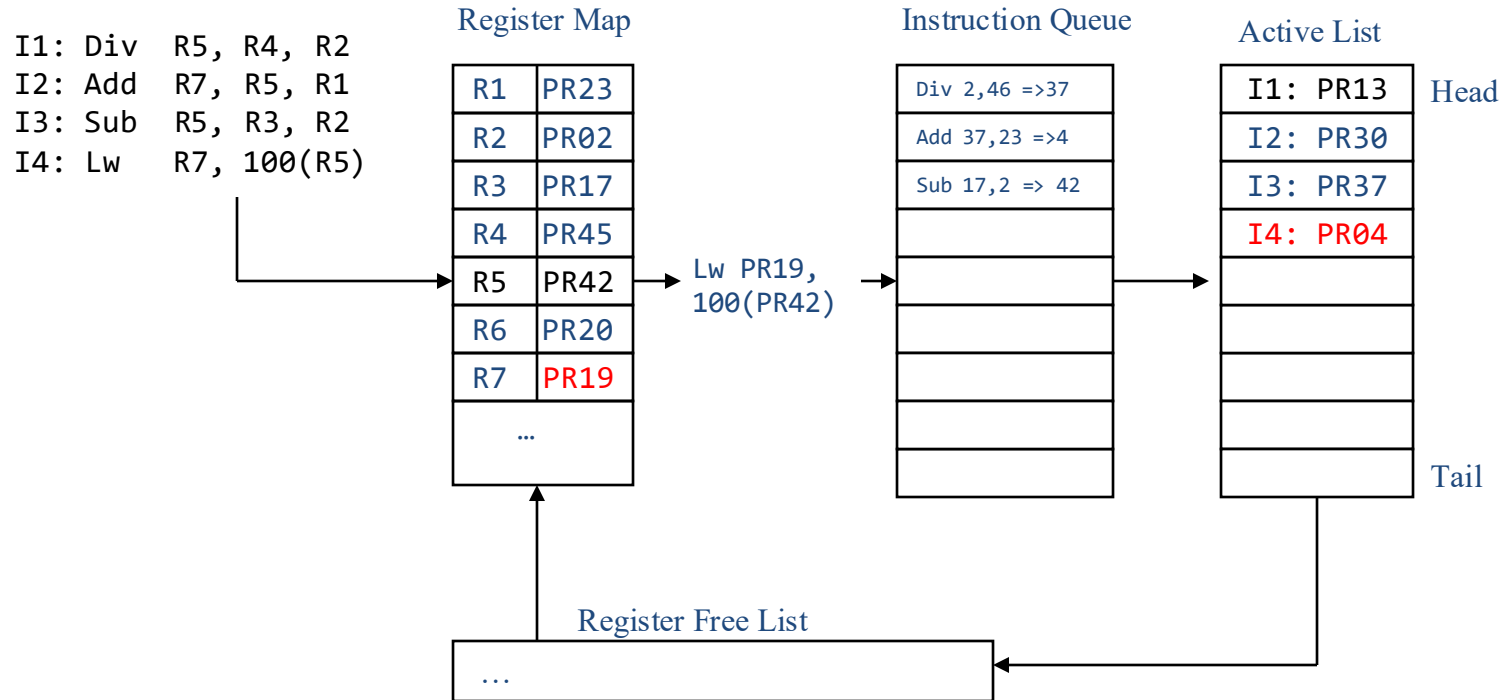 Register Map
Instruction Queue
Active List
I1: Div R5, R4, R2
I2: Add R7, R5, R1
I3: Sub R5, R3, R2
I4: Lw R7, 100(R5)
R1 PR23
R2 PR02
R3 PR17
R4 PR45
R5 PR42
R6 PR20
R7 PR19
…
Lw PR19,
100(PR42)
Div 2,46 =>37
Add 37,23 =>4
Sub 17,2 => 42
I1: PR13
I2: PR30
I3: PR37
I4: PR04
Head
Tail
Register Free List
…